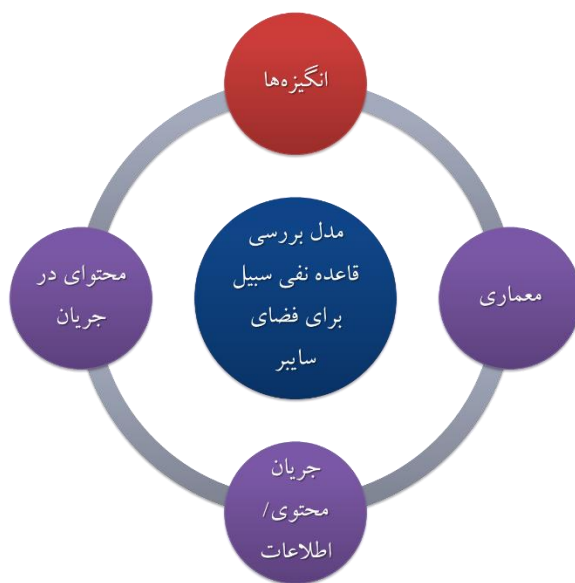 انگیزه‌ها
مدل بررسی
قاعده نفی سبیل
برای فضای
سایبر
معماری
جریان
محتوی/
اطلاعات
محتوای در
جریان